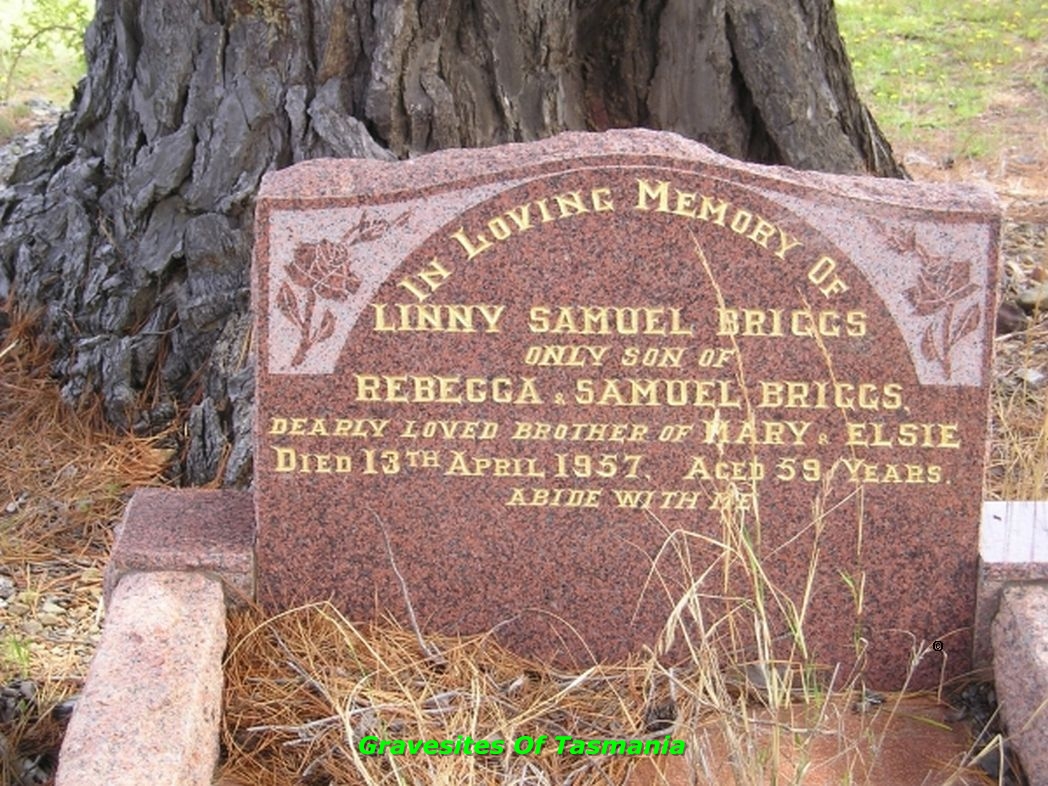 In Loving Memory Of
LINNY SAMUEL BRIGGS
ONLY SON OF
REBECCA & SAMUEL BRIGGS.
DEARLY LOVED BROTHER OF MARY & ELSIE
DIED 13TH APRIL 1957. AGED 59 YEARS.
ABIDE WITH ME
©
Gravesites Of Tasmania